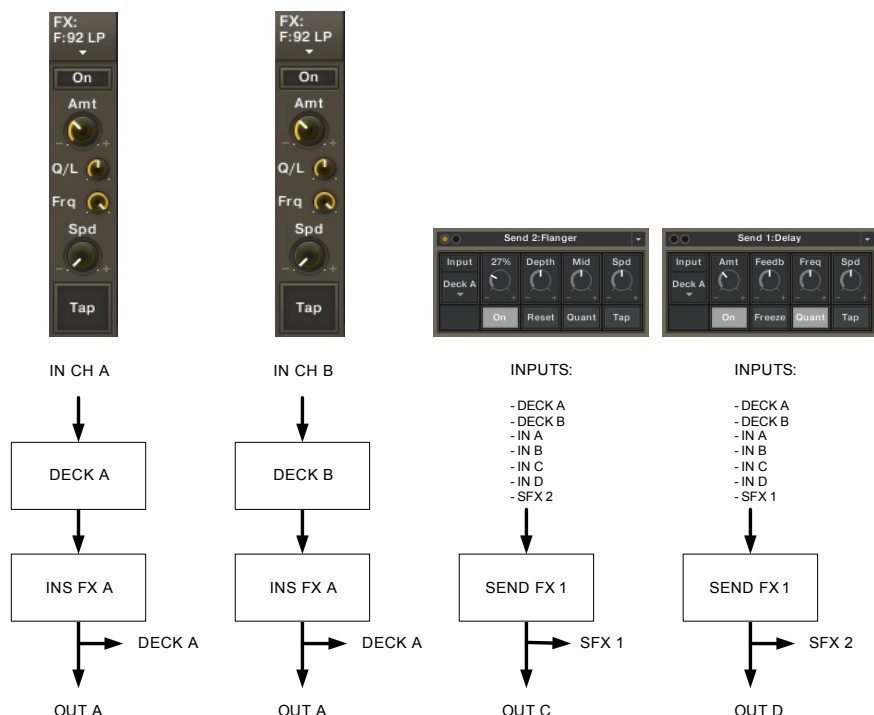 FX:
F:92 LP
On
Amt
- +
Q/L
Frq
Spd
- +
Tap
FX:
F:92 LP
On
Amt
- +
Q/L
Frq
Spd
- +
Tap
Send 2:Flanger
Input 27% Depth Mid Spd
Deck A
- + - + - + - +
On Reset Quant Tap
Send 1:Delay
Input Amt Feedb Freq Spd
Deck A
- + - + - + - +
On Freeze Quant Tap
IN CH A
DECK A
INS FX A
DECK A
OUT A
IN CH B
DECK B
INS FX A
DECK A
OUT A
INPUTS:
- DECK A
- DECK B
- IN A
- IN B
- IN C
- IN D
- SFX 2
SEND FX 1
SFX 1
OUT C
INPUTS:
- DECK A
- DECK B
- IN A
- IN B
- IN C
- IN D
- SFX 1
SEND FX 1
SFX 2
OUT D